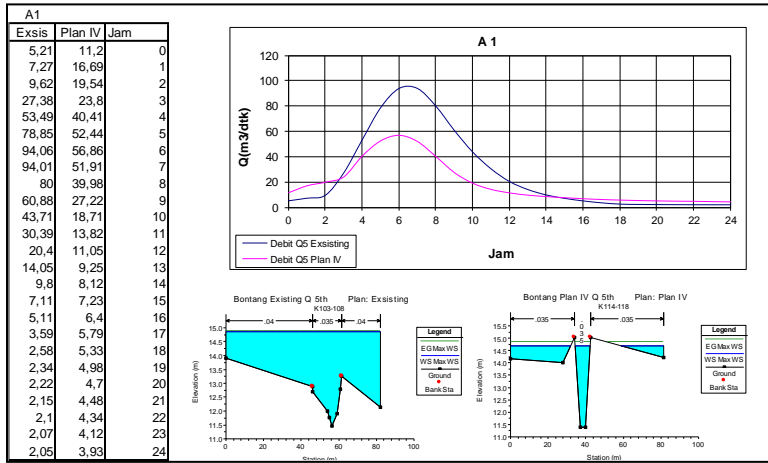 A1
Exsis Plan IV Jam
5,21 11,2 0
7,27 16,69 1
9,62 19,54 2
27,38 23,8 3
53,49 40,41 4
78,85 52,44 5
94,06 56,86 6
94,01 51,91 7
80 39,98 8
60,88 27,22 9
43,71 18,71 10
30,39 13,82 11
20,4 11,05 12
14,05 9,25 13
9,8 8,12 14
7,11 7,23 15
5,11 6,4 16
3,59 5,79 17
2,58 5,33 18
2,34 4,98 19
2,22 4,7 20
2,15 4,48 21
2,1 4,34 22
2,07 4,12 23
2,05 3,93 24
A 1
Q(m3/dtk)
120
100
80
60
40
20
0
0 2 4 6 8 10 12 14 16 18 20 22 24
Jam
Debit Q5 Exsisting
Debit Q5 Plan IV
Bontang Existing Q 5th Plan: Exsisting
K103-108
.04 .035 .04
15.0
14.5
14.0
13.5
13.0
12.5
12.0
11.5
11.0
Elevation (m)
0 20 40 60 80 100
Station (m)
Legend
EG Max WS
WS Max WS
Ground
Bank Sta
Bontang Plan IV Q 5th Plan: Plan IV
K114-118
.035 .035
15.5
15.0
14.5
14.0
13.5
13.0
12.5
12.0
11.5
11.0
Elevation (m)
0 20 40 60 80 100
Station (m)
Legend
EG Max WS
WS Max WS
Ground
Bank Sta